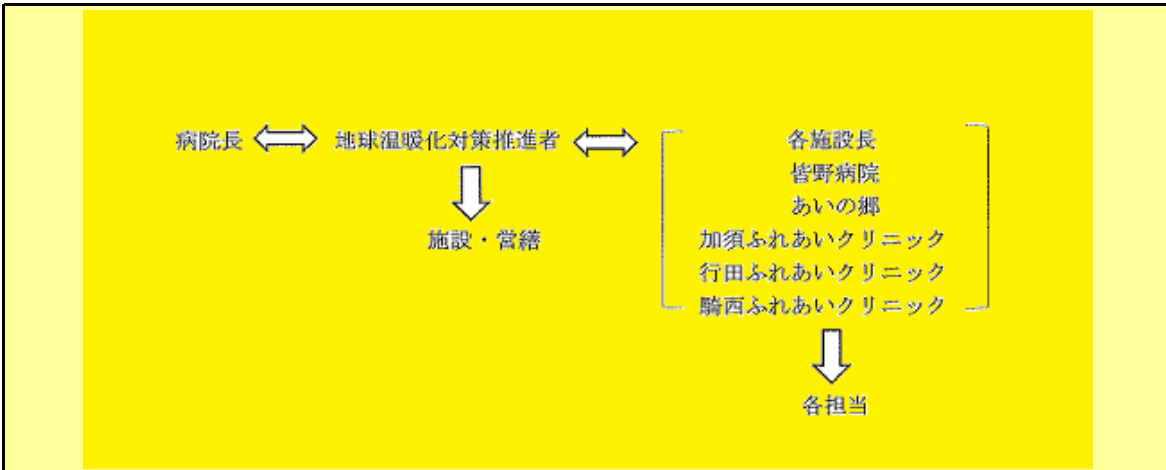 病院長 地球温暖化対策推進者 各施設長
皆野病院
あいの郷
施設・営繕
加須ふれあいクリニック
行田ふれあいクリニック
騎西ふれあいクリニック
各担当